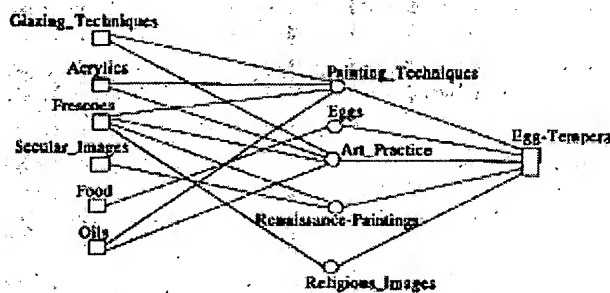 Glazing_Techniques
Acrylics
Painting_Techniques
Frescoes
Eggs
Egg-Tempera
Secular_Images
Art_Practice
Food
Renaissance-Paintings
Oils
Religious_Images